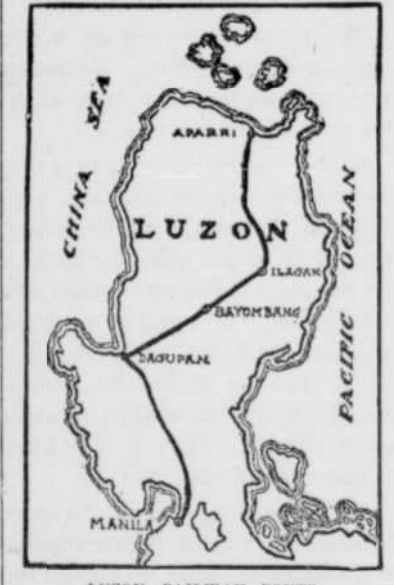 CHINA SEA
APARRI
LUZON
PACIFIC OCEAN
ILAGAN
BAYOMBANG
DAGUPAN
MANILA